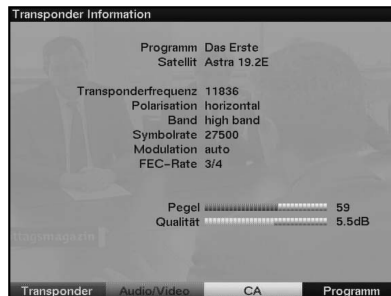 Transponder Information
Programm Das Erste
Satellit Astra 19.2E
Transponderfrequenz 11836
Polarisation horizontal
Band high band
Symbolrate 27500
Modulation auto
FEC-Rate 3/4
Pegel 59
Qualität 5.5dB
ttagsmagazin
Transponder Audio/Video CA Programm